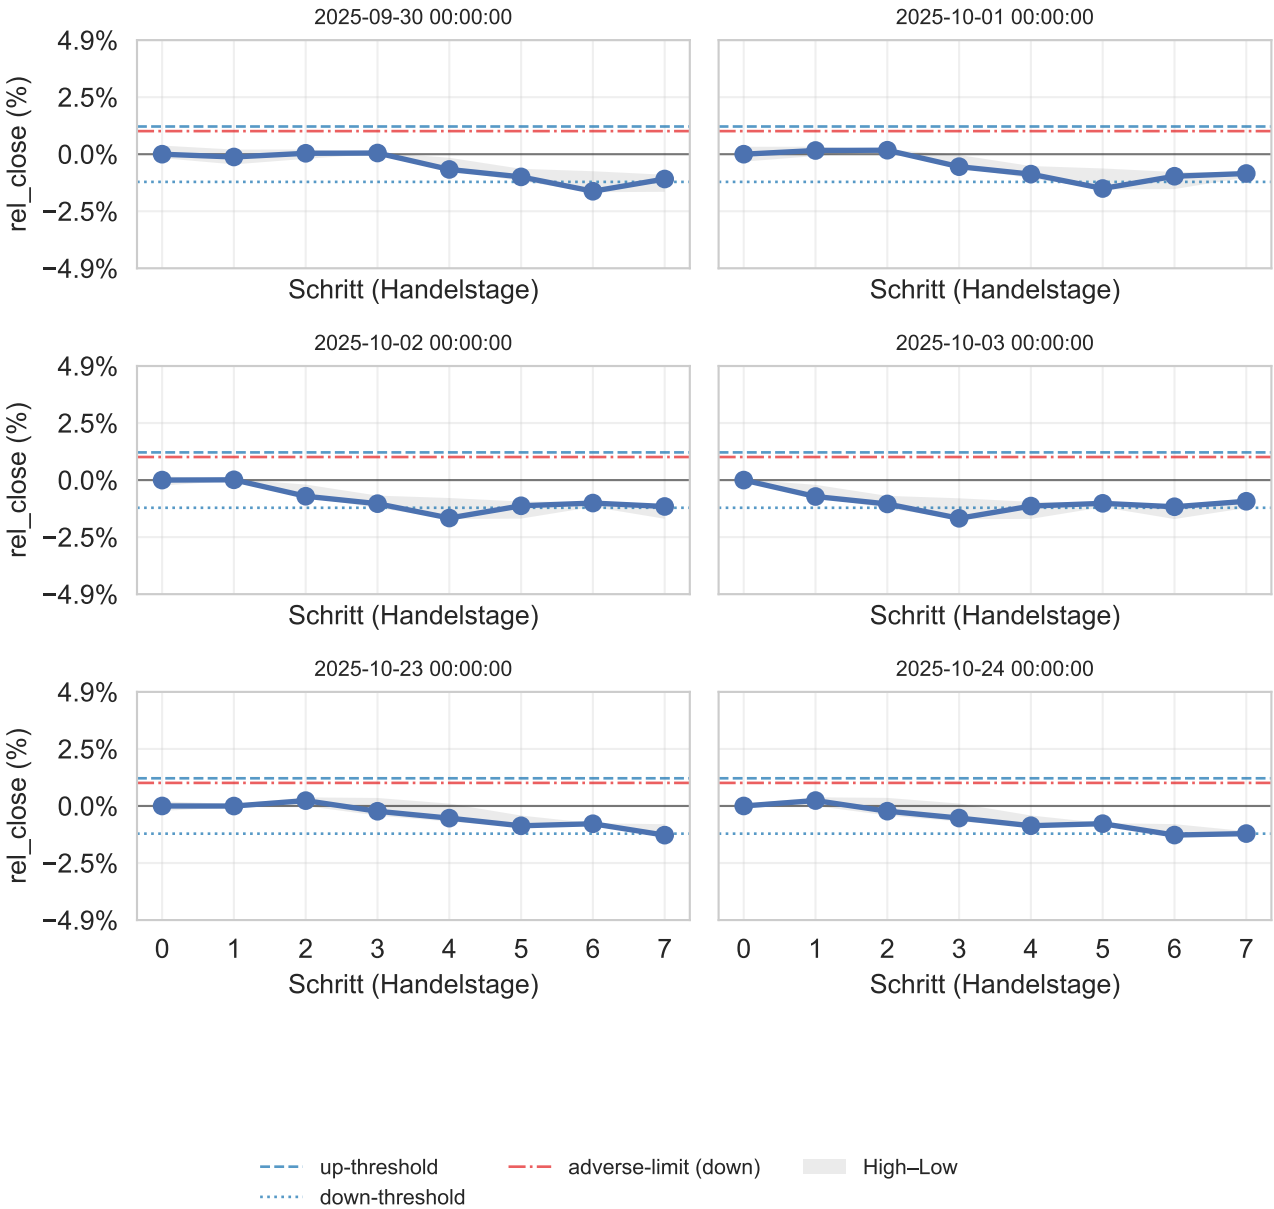 2025-09-30 00:00:00
2025-10-01 00:00:00
4.9%
2.5%
0.0%
−2.5%
−4.9%
rel_close (%)
Schritt (Handelstage)
Schritt (Handelstage)
2025-10-02 00:00:00
2025-10-03 00:00:00
4.9%
2.5%
0.0%
−2.5%
−4.9%
rel_close (%)
Schritt (Handelstage)
Schritt (Handelstage)
2025-10-23 00:00:00
2025-10-24 00:00:00
4.9%
2.5%
0.0%
−2.5%
−4.9%
rel_close (%)
0 1 2 3 4 5 6 7
0 1 2 3 4 5 6 7
Schritt (Handelstage)
Schritt (Handelstage)
up-threshold
down-threshold
adverse-limit (down)
High–Low